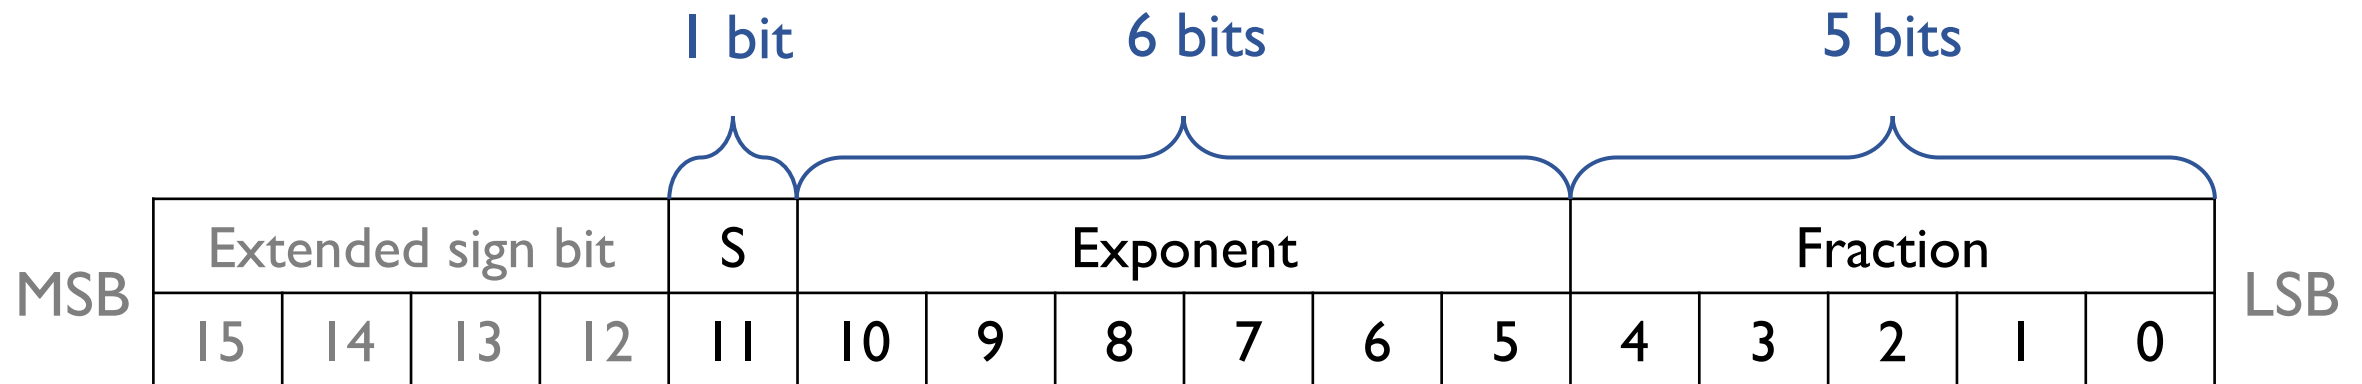 1 bit 6 bits 5 bits
Extended sign bit S Exponent Fraction
MSB LSB
15 14 13 12 11 10 9 8 7 6 5 4 3 2 1 0